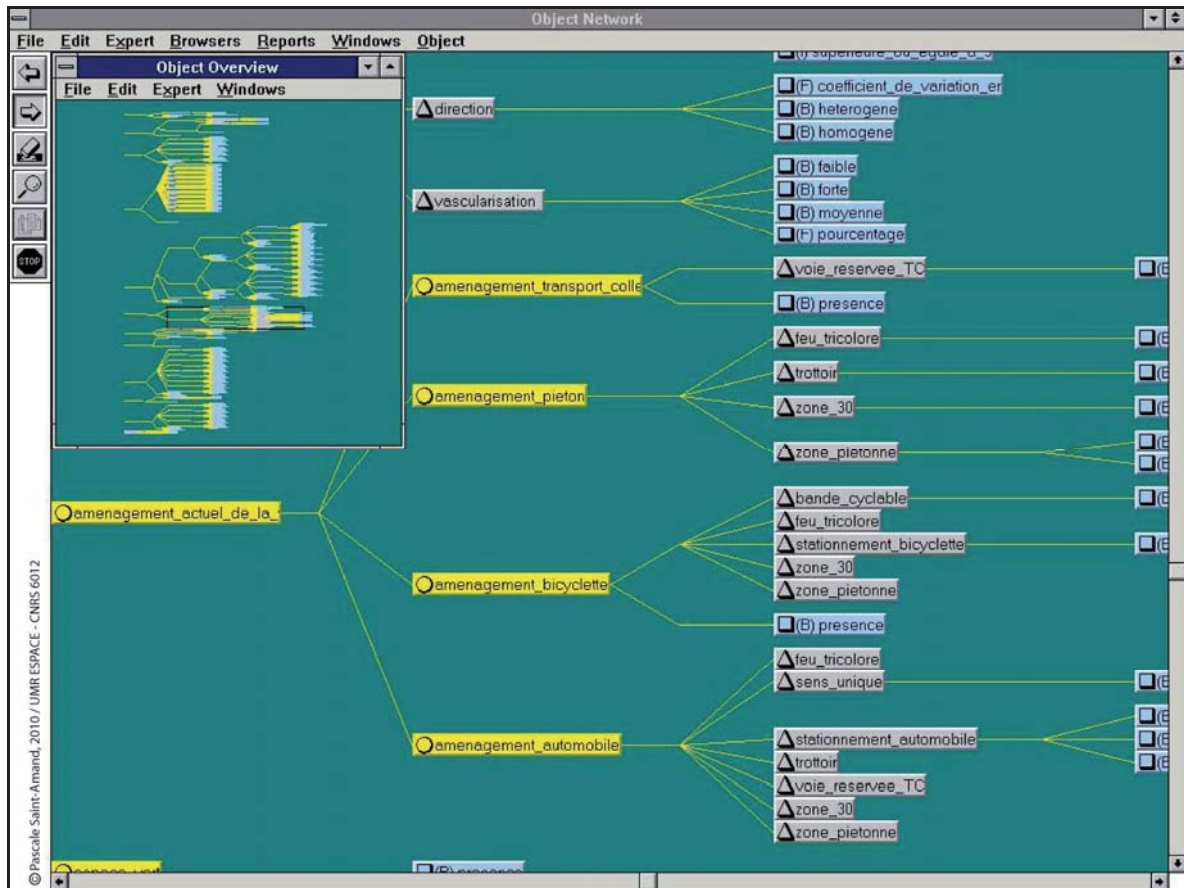 Object Network
File Edit Expert Browsers Reports Windows Object
Object Overview
File Edit Expert Windows
STOP
direction
(F) coefficient_de_variation_er
(B) heterogene
(B) homogene
vascularisation
(B) faible
(B) forte
(B) moyenne
(F) pourcentage
amenagement_transport_colle
voie_reservee_TC
(B) presence
amenagement_pieton
feu_tricolore
trottoir
zone_30
zone_pietonne
amenagement_actuel_de_la_
amenagement_bicyclette
bande_cyclable
feu_tricolore
stationnement_bicyclette
zone_30
zone_pietonne
(B) presence
amenagement_automobile
feu_tricolore
sens_unique
stationnement_automobile
trottoir
voie_reservee_TC
zone_30
zone_pietonne
(B) presence
© Pascale Saint-Amand, 2010 / UMR ESPACE - CNRS 6012